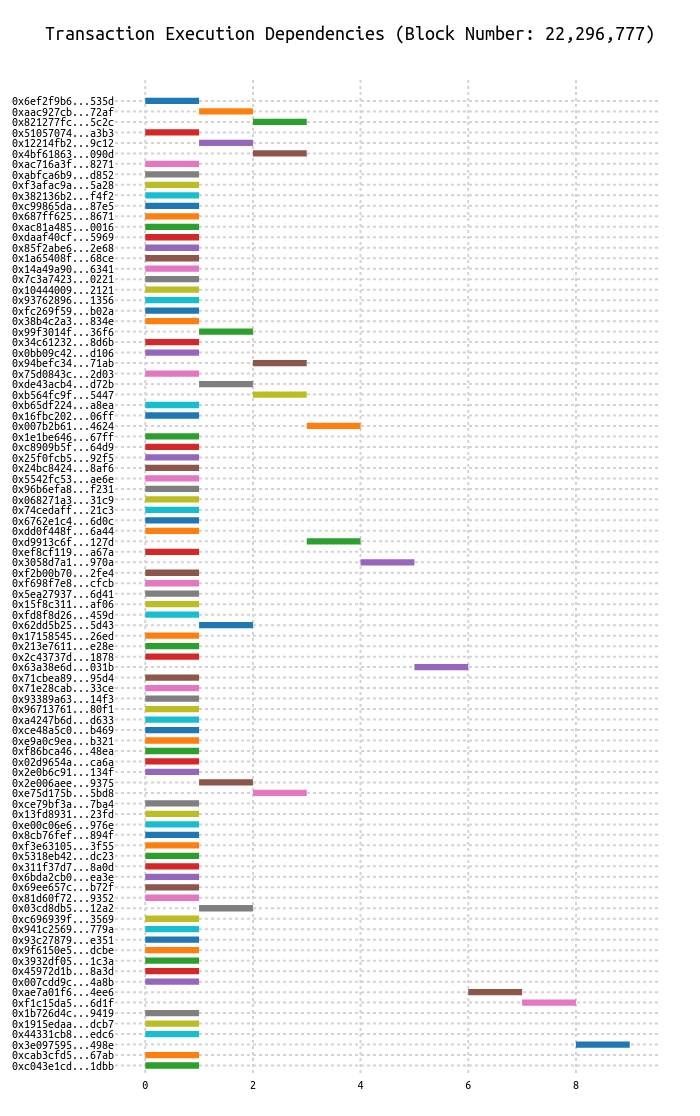 Transaction Execution Dependencies (Block Number: 22,296,777)
0x6ef2f9b6...535d
0xaac927cb...72af
0x821277fc...5c2c
0x51057074...a3b3
0x12214fb2...9c12
0x4bf61863...090d
0xac716a3f...8271
0xabfca6b9...d852
0xf3afac9a...5a28
0x382136b2...f4f2
0xc99865da...87e5
0x687ff625...8671
0xac81a485...0016
0xdaaf40cf...5969
0x85f2abe6...2e68
0x1a65408f...68ce
0x14a49a90...6341
0x7c3a7423...0221
0x10444009...2121
0x93762896...1356
0xfc269f59...b02a
0x38b4c2a3...834e
0x99f3014f...36f6
0x34c61232...8d6b
0x0bb09c42...d106
0x94befc34...71ab
0x75d0843c...2d03
0xde43acb4...d72b
0xb564fc9f...5447
0xb65df224...a8ea
0x16fbc202...06ff
0x007b2b61...4624
0x1e1be646...67ff
0xc8909b5f...64d9
0x25f0fcb5...92f5
0x24bc8424...8af6
0x5542fc53...ae6e
0x96b6efa8...f231
0x068271a3...31c9
0x74cedaff...21c3
0x6762e1c4...6d0c
0xdd0f448f...6a44
0xd9913c6f...127d
0xef8cf119...a67a
0x3058d7a1...970a
0xf2b00b70...2fe4
0xf698f7e8...cfcb
0x5ea27937...6d41
0x15f8c311...af06
0xfd8f8d26...459d
0x62dd5b25...5d43
0x17158545...26ed
0x213e7611...e28e
0x2c43737d...1878
0x63a38e6d...031b
0x71cbea89...95d4
0x71e28cab...33ce
0x93389a63...14f3
0x96713761...80f1
0xa4247b6d...d633
0xce48a5c0...b469
0xe9a0c9ea...b321
0xf86bca46...48ea
0x02d9654a...ca6a
0x2e0b6c91...134f
0x2e006aee...9375
0xe75d175b...5bd8
0xce79bf3a...7ba4
0x13fd8931...23fd
0xe00c06e6...976e
0x8cb76fef...894f
0xf3e63105...3f55
0x5318eb42...dc23
0x311f37d7...8a0d
0x6bda2cb0...ea3e
0x69ee657c...b72f
0x81d60f72...9352
0x03cd8db5...12a2
0xc696939f...3569
0x941c2569...779a
0x93c27879...e351
0x9f6150e5...dcbe
0x3932df05...1c3a
0x45972d1b...8a3d
0x007cdd9c...4a8b
0xae7a01f6...4ee6
0xf1c15da5...6d1f
0x1b726d4c...9419
0x1915edaa...dcb7
0x44331cb8...edc6
0x3e097595...498e
0xcab3cfd5...67ab
0xc043e1cd...1dbb
0 2 4 6 8